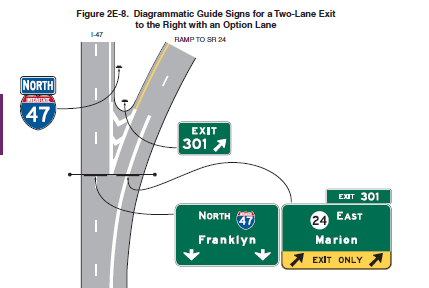 Figure 2E-8. Diagrammatic Guide Signs for a Two-Lane Exit
to the Right with an Option Lane
I-47
RAMP TO SR 24
NORTH
INTERSTATE
47
EXIT
301
EXIT 301
NORTH 47
Franklyn
24 EAST
Marion
EXIT ONLY